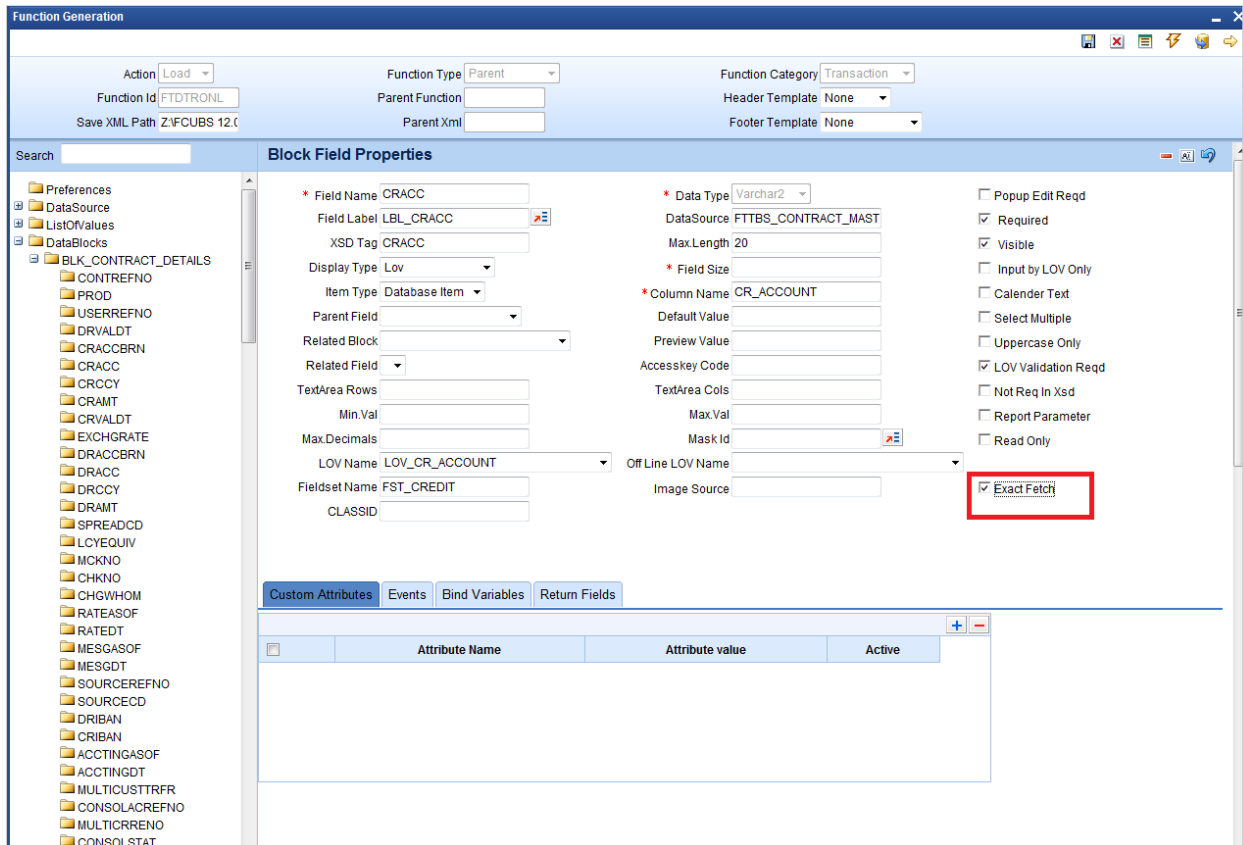 Function Generation
Action Load Function Type Parent Function Category Transaction
Function Id FTDTRONL Parent Function Header Template None
Save XML Path Z:\FCUBS 12.0 Parent Xml Footer Template None
Search Block Field Properties
Preferences
DataSource
ListOfValues
DataBlocks
BLK_CONTRACT_DETAILS
CONTREFNO
PROD
USERREFNO
DRVALDT
CRACCBRN
CRACC
CRCCY
CRAMT
CRVALDT
EXCHGRATE
DRACCBRN
DRACC
DRCCY
DRAMT
SPREADCD
LCYEQUIV
MCKNO
CHKNO
CHGWHOM
RATEASOF
RATEDT
MESGASOF
MESGDT
SOURCEREFNO
SOURCECD
DRIBAN
CRIBAN
ACCTINGASOF
ACCTINGDT
MULTICUSTTRFR
CONSOLACREFNO
MULTICRRENO
CONSOLSTAT
* Field Name CRACC * Data Type Varchar2 Popup Edit Reqd
Field Label LBL_CRACC DataSource FTTBS_CONTRACT_MAST Required
XSD Tag CRACC Max.Length 20 Visible
Display Type Lov * Field Size Input by LOV Only
Item Type Database Item * Column Name CR_ACCOUNT Calender Text
Parent Field Default Value Select Multiple
Related Block Preview Value Uppercase Only
Related Field Accesskey Code LOV Validation Reqd
TextArea Rows TextArea Cols Not Req In Xsd
Min.Val Max.Val Report Parameter
Max.Decimals Mask Id Read Only
LOV Name LOV_CR_ACCOUNT Off Line LOV Name
Fieldset Name FST_CREDIT Image Source Exact Fetch
CLASSID
Custom Attributes Events Bind Variables Return Fields
Attribute Name Attribute value Active